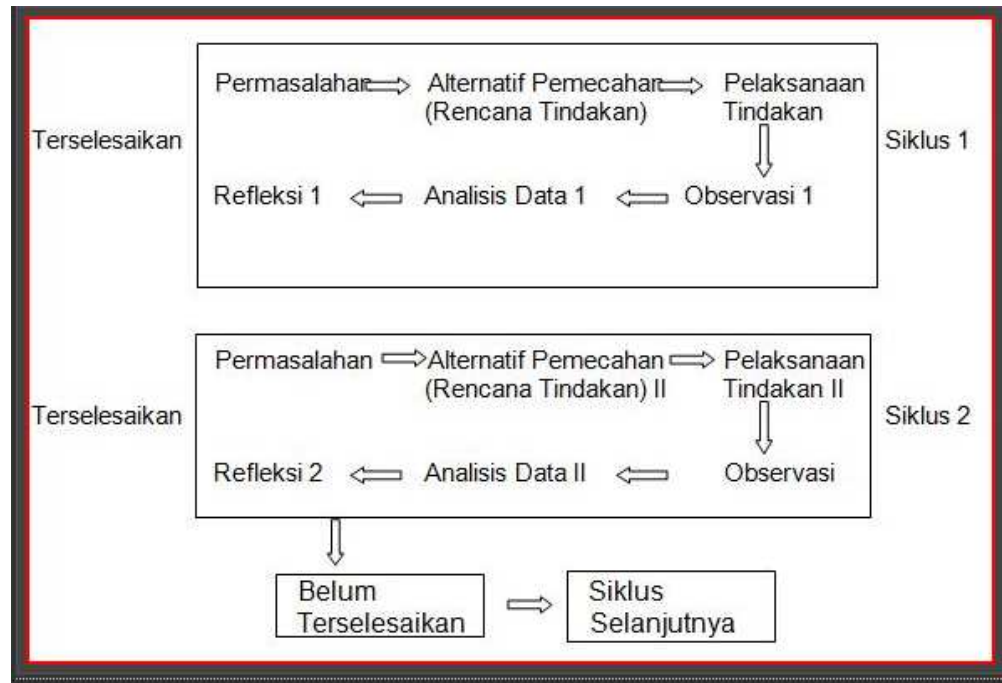 Permasalahan Alternatif Pemecahan Pelaksanaan
(Rencana Tindakan) Tindakan
Terselesaikan Siklus 1
Refleksi 1 Analisis Data 1 Observasi 1
Permasalahan Alternatif Pemecahan Pelaksanaan
(Rencana Tindakan) II Tindakan II
Terselesaikan Siklus 2
Refleksi 2 Analisis Data II Observasi
Belum Siklus
Terselesaikan Selanjutnya